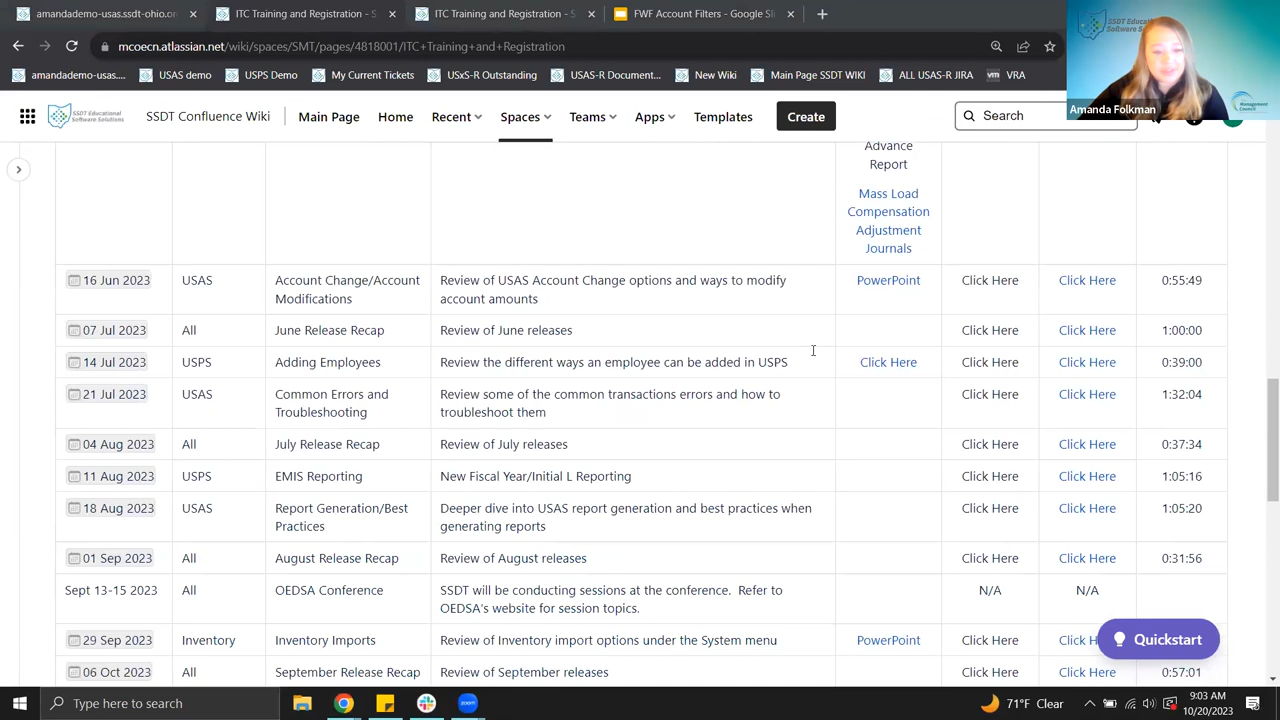 amandademo-usas.ssdt-ohio.or
ITC Training and Registration - S
ITC Training and Registration - S
FWF Account Filters - Google Sli
mcoecn.atlassian.net/wiki/spaces/SMT/pages/4818001/ITC+Training+and+Registration
amandademo-usas... USAS demo USPS Demo My Current Tickets USxS-R Outstanding USAS-R Document... New Wiki Main Page SSDT WIKI ALL USAS-R JIRA VRA
Amanda Folkman
SSDT Educational
Software Solutions
SSDT Confluence Wiki Main Page Home Recent Spaces Teams Apps Templates Create Search
Advance
Report
Mass Load
Compensation
Adjustment
Journals
16 Jun 2023 USAS Account Change/Account Review of USAS Account Change options and ways to modify PowerPoint Click Here Click Here 0:55:49
Modifications account amounts
07 Jul 2023 All June Release Recap Review of June releases Click Here Click Here 1:00:00
14 Jul 2023 USPS Adding Employees Review the different ways an employee can be added in USPS Click Here Click Here Click Here 0:39:00
21 Jul 2023 USAS Common Errors and Review some of the common transactions errors and how to Click Here Click Here 1:32:04
Troubleshooting troubleshoot them
04 Aug 2023 All July Release Recap Review of July releases Click Here Click Here 0:37:34
11 Aug 2023 USPS EMIS Reporting New Fiscal Year/Initial L Reporting Click Here Click Here 1:05:16
18 Aug 2023 USAS Report Generation/Best Deeper dive into USAS report generation and best practices when Click Here Click Here 1:05:20
Practices generating reports
01 Sep 2023 All August Release Recap Review of August releases Click Here Click Here 0:31:56
Sept 13-15 2023 All OEDSA Conference SSDT will be conducting sessions at the conference. Refer to N/A N/A
OEDSA's website for session topics.
29 Sep 2023 Inventory Inventory Imports Review of Inventory import options under the System menu PowerPoint Click Here Click H
Quickstart
06 Oct 2023 All September Release Recap Review of September releases Click Here Click Here 0:57:01
Type here to search
71°F Clear
9:03 AM
10/20/2023